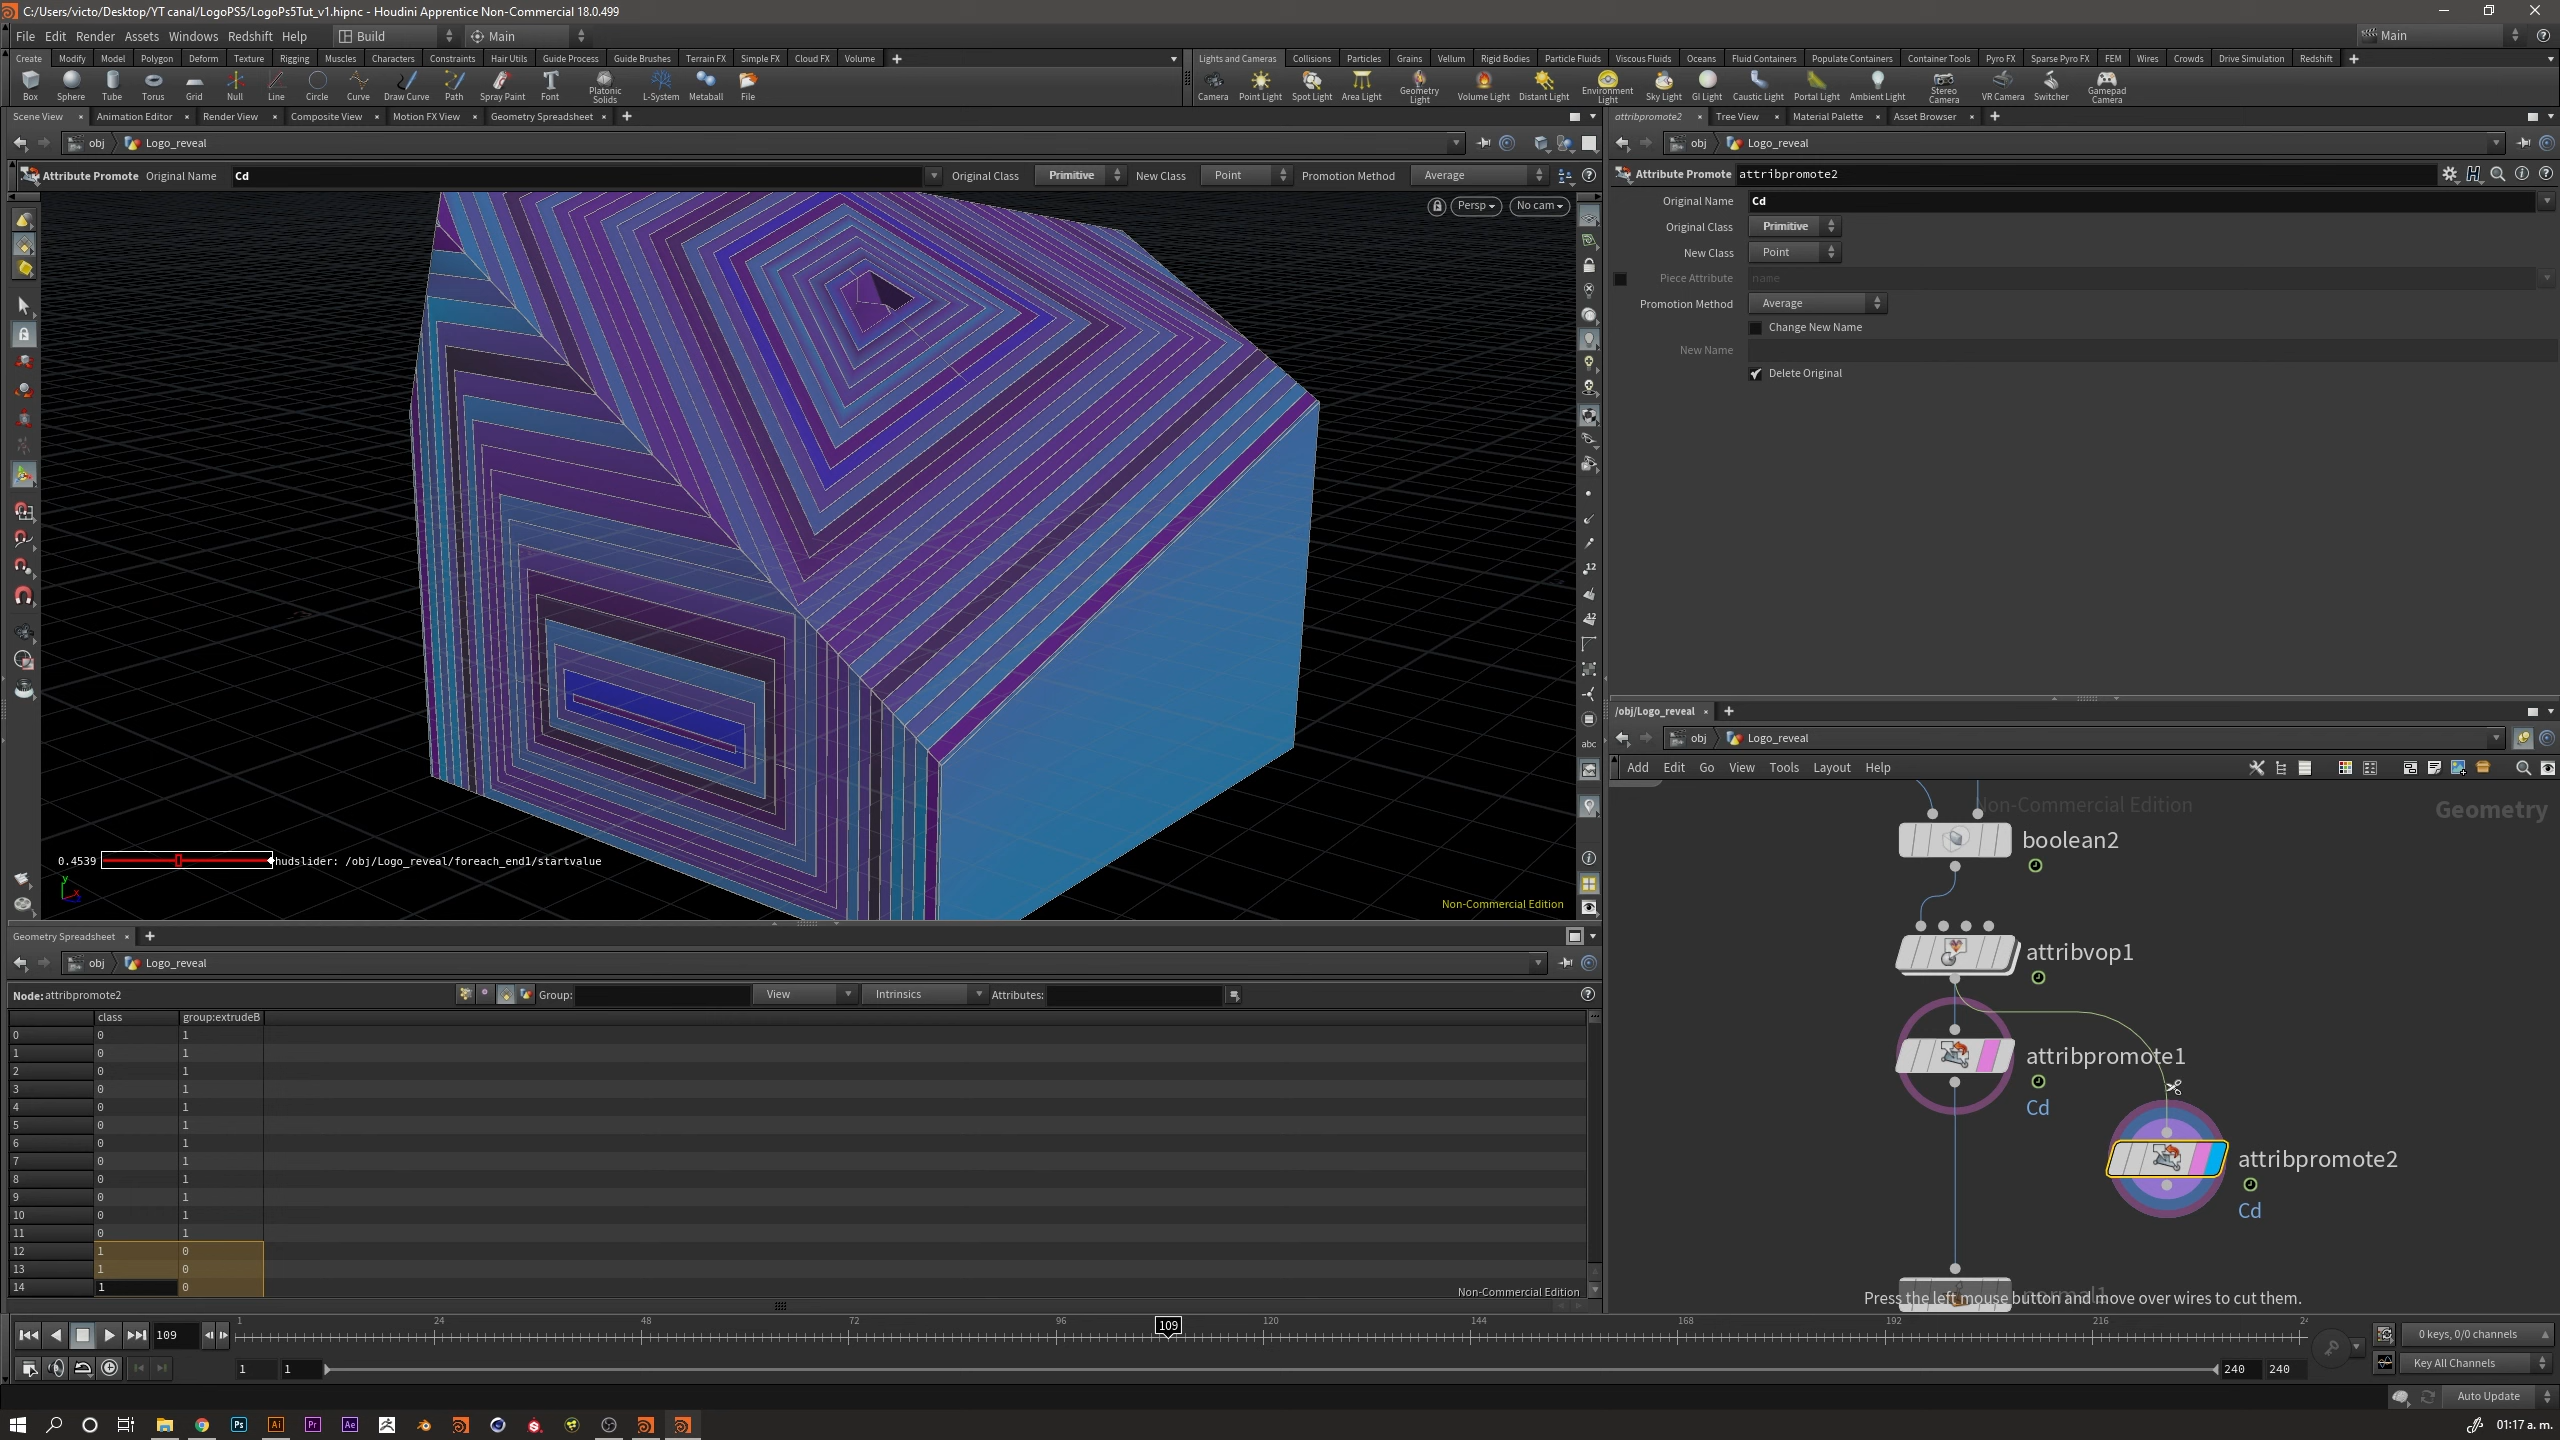 C:/Users/victo/Desktop/YT canal/LogoPS5/LogoPs5Tut_v1.hipnc - Houdini Apprentice Non-Commercial 18.0.499
File Edit Render Assets Windows Redshift Help Build Main Main
Create Modify Model Polygon Deform Texture Rigging Muscles Characters Constraints Hair Utils Guide Process Guide Brushes Terrain FX Simple FX Cloud FX Volume
Lights and Cameras Collisions Particles Grains Vellum Rigid Bodies Particle Fluids Viscous Fluids Oceans Fluid Containers Populate Containers Container Tools Pyro FX Sparse Pyro FX FEM Wires Crowds Drive Simulation Redshift
Box Sphere Tube Torus Grid Null Line Circle Curve Draw Curve Path Spray Paint Font Platonic Solids L-System Metaball File
Camera Point Light Spot Light Area Light Geometry Light Volume Light Distant Light Environment Light Sky Light GI Light Caustic Light Portal Light Ambient Light Stereo Camera VR Camera Switcher Gamepad Camera
Scene View Animation Editor Render View Composite View Motion FX View Geometry Spreadsheet
attribpromote2 Tree View Material Palette Asset Browser
obj Logo_reveal
obj Logo_reveal
Attribute Promote Original Name Cd Original Class Primitive New Class Point Promotion Method Average
Attribute Promote attribpromote2
Original Name Cd
Original Class Primitive
New Class Point
Piece Attribute name
Promotion Method Average
Change New Name
New Name
Delete Original
Persp No cam
0.4539 hudslider: /obj/Logo_reveal/foreach_end1/startvalue
y
x
Non-Commercial Edition
12
12
abc
/obj/Logo_reveal
obj Logo_reveal
Add Edit Go View Tools Layout Help
Non-Commercial Edition
Geometry
boolean2
attribvop1
attribpromote1
Cd
attribpromote2
Cd
Press the left mouse button and move over wires to cut them.
Geometry Spreadsheet
obj Logo_reveal
Node: attribpromote2 Group: View Intrinsics Attributes:
class group:extrudeB
0 0 1
1 0 1
2 0 1
3 0 1
4 0 1
5 0 1
6 0 1
7 0 1
8 0 1
9 0 1
10 0 1
11 0 1
12 1 0
13 1 0
14 1 0
Non-Commercial Edition
109 1 24 48 72 96 109 120 144 168 192 216 24
0 keys, 0/0 channels
1 1 240 240 Key All Channels
Auto Update
Ps Ai Pr Ae
01:17 a. m.